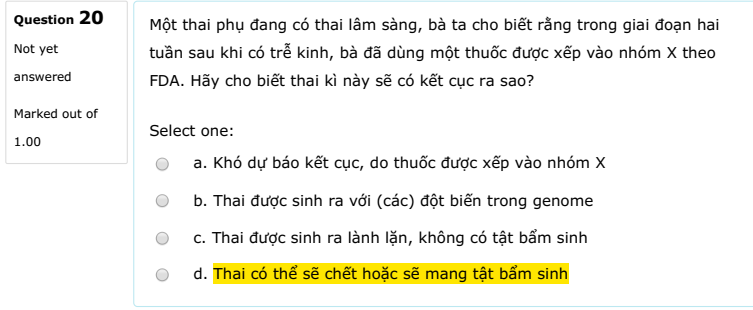 Question 20
Not yet
answered
Marked out of
1.00
Một thai phụ đang có thai lâm sàng, bà ta cho biết rằng trong giai đoạn hai
tuần sau khi có trễ kinh, bà đã dùng một thuốc được xếp vào nhóm X theo
FDA. Hãy cho biết thai kì này sẽ có kết cục ra sao?
Select one:
a. Khó dự báo kết cục, do thuốc được xếp vào nhóm X
b. Thai được sinh ra với (các) đột biến trong genome
c. Thai được sinh ra lành lặn, không có tật bẩm sinh
d. Thai có thể sẽ chết hoặc sẽ mang tật bẩm sinh